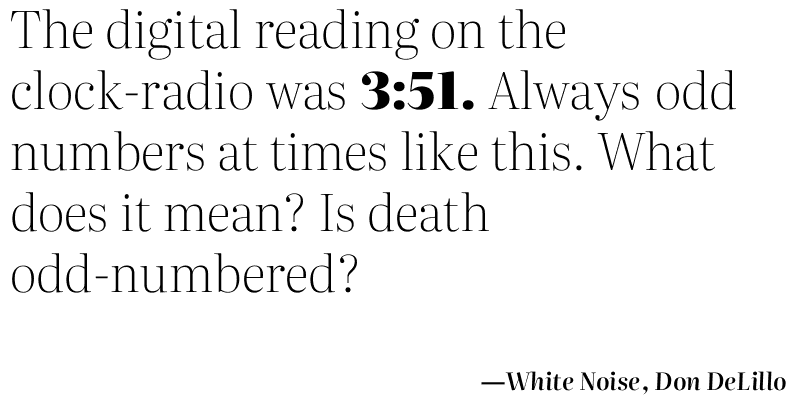 The digital reading on the
clock-radio was 3:51. Always odd
numbers at times like this. What
does it mean? Is death
odd-numbered?
—White Noise, Don DeLillo